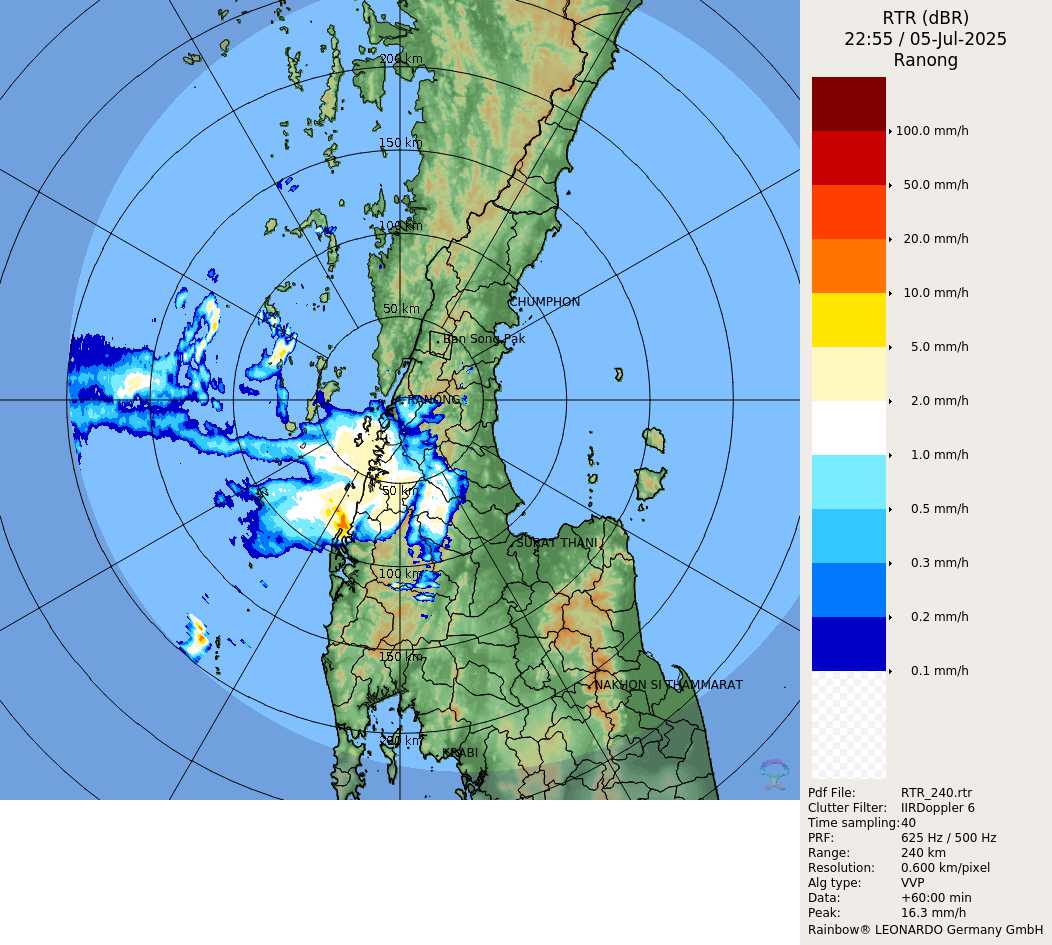 RTR (dBR)
22:55 / 05-Jul-2025
Ranong
100.0 mm/h
50.0 mm/h
20.0 mm/h
10.0 mm/h
5.0 mm/h
2.0 mm/h
1.0 mm/h
0.5 mm/h
0.3 mm/h
0.2 mm/h
0.1 mm/h
Pdf File: RTR_240.rtr
Clutter Filter: IIRDoppler 6
Time sampling: 40
PRF: 625 Hz / 500 Hz
Range: 240 km
Resolution: 0.600 km/pixel
Alg type: VVP
Data: +60:00 min
Peak: 16.3 mm/h
Rainbow® LEONARDO Germany GmbH
200 km
150 km
100 km
50 km
CHUMPHON
Ban Song Pak
RANONG
50 km
SURAT THANI
100 km
150 km
NAKHON SI THAMMARAT
200 km
KRABI